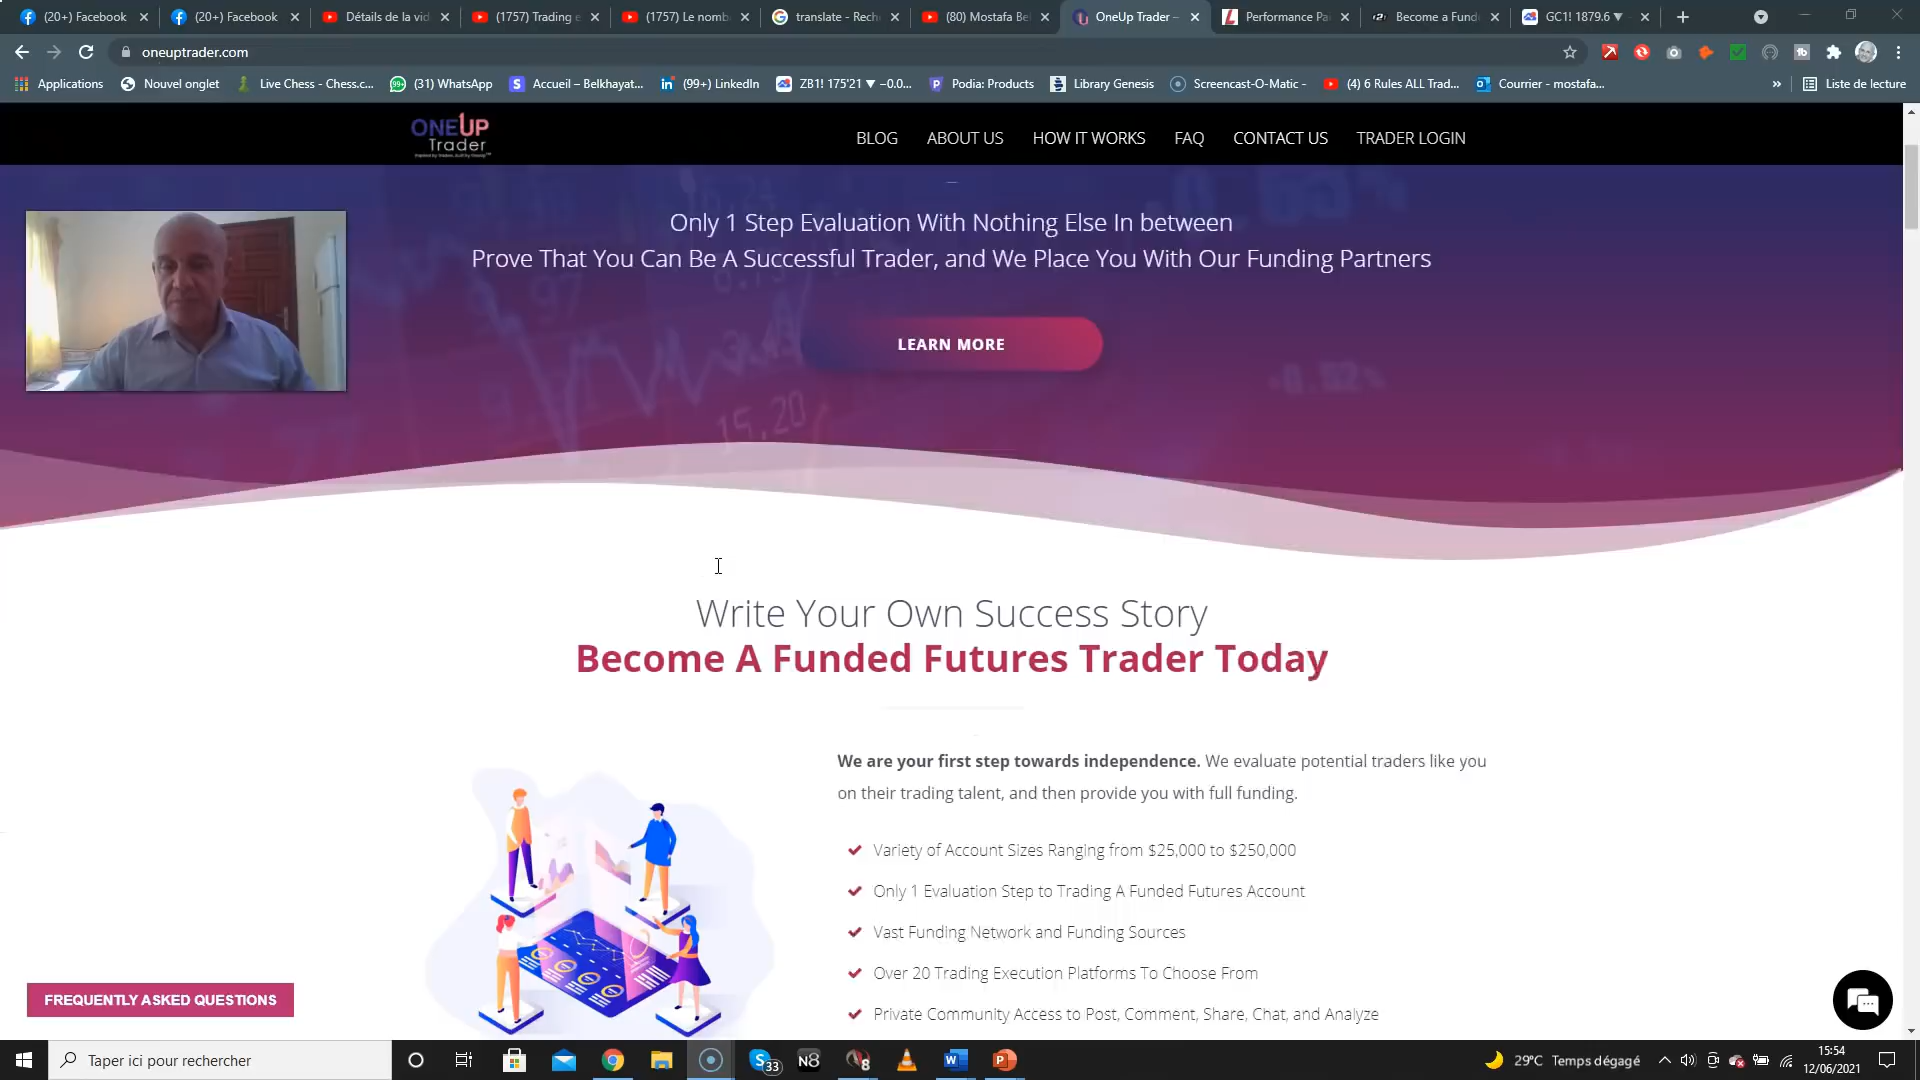 (20+) Facebook
(20+) Facebook
Détails de la vid
(1757) Trading e
(1757) Le nomb
translate - Rech
(80) Mostafa Bel
OneUp Trader –
Performance Pa
Become a Fund
GC1! 1879.6 ▼
oneuptrader.com
Applications
Nouvel onglet
Live Chess - Chess.c...
(31) WhatsApp
Accueil – Belkhayat...
(99+) LinkedIn
ZB1! 175'21 ▼ −0.0...
Podia: Products
Library Genesis
Screencast-O-Matic -
(4) 6 Rules ALL Trad...
Courrier - mostafa...
»
Liste de lecture
ONEUP
Trader
BLOG
ABOUT US
HOW IT WORKS
FAQ
CONTACT US
TRADER LOGIN
Only 1 Step Evaluation With Nothing Else In between
Prove That You Can Be A Successful Trader, and We Place You With Our Funding Partners
LEARN MORE
15.20
Write Your Own Success Story
Become A Funded Futures Trader Today
We are your first step towards independence. We evaluate potential traders like you
on their trading talent, and then provide you with full funding.
Variety of Account Sizes Ranging from $25,000 to $250,000
Only 1 Evaluation Step to Trading A Funded Futures Account
Vast Funding Network and Funding Sources
Over 20 Trading Execution Platforms To Choose From
Private Community Access to Post, Comment, Share, Chat, and Analyze
FREQUENTLY ASKED QUESTIONS
Taper ici pour rechercher
33
N8
8
29°C Temps dégagé
15:54
12/06/2021